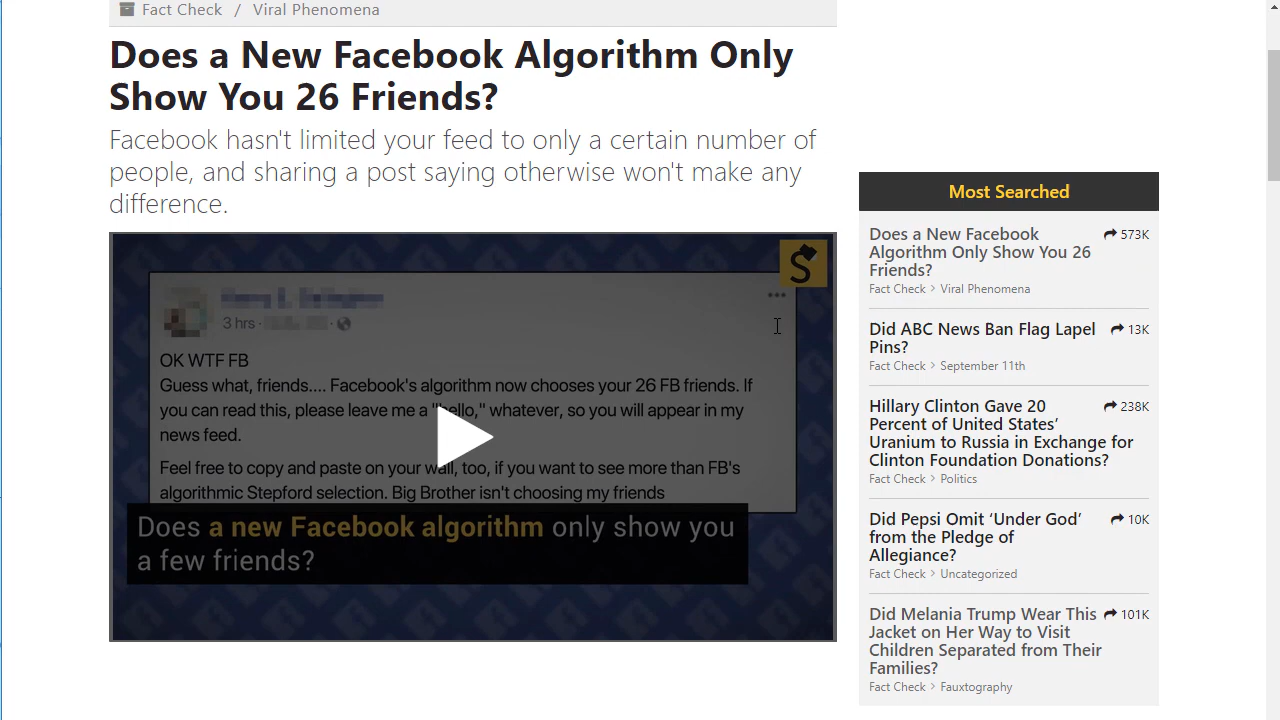 Fact Check / Viral Phenomena
Does a New Facebook Algorithm Only
Show You 26 Friends?
Facebook hasn't limited your feed to only a certain number of
people, and sharing a post saying otherwise won't make any
difference.
S
3 hrs ·
OK WTF FB
Guess what, friends.... Facebook's algorithm now chooses your 26 FB friends. If
you can read this, please leave me a "hello," whatever, so you will appear in my
news feed.
Feel free to copy and paste on your wall, too, if you want to see more than FB's
algorithmic Stepford selection. Big Brother isn't choosing my friends
Does a new Facebook algorithm only show you
a few friends?
Most Searched
Does a New Facebook 573K
Algorithm Only Show You 26
Friends?
Fact Check > Viral Phenomena
Did ABC News Ban Flag Lapel 13K
Pins?
Fact Check > September 11th
Hillary Clinton Gave 20 238K
Percent of United States’
Uranium to Russia in Exchange for
Clinton Foundation Donations?
Fact Check > Politics
Did Pepsi Omit ‘Under God’ 10K
from the Pledge of
Allegiance?
Fact Check > Uncategorized
Did Melania Trump Wear This 101K
Jacket on Her Way to Visit
Children Separated from Their
Families?
Fact Check > Fauxtography